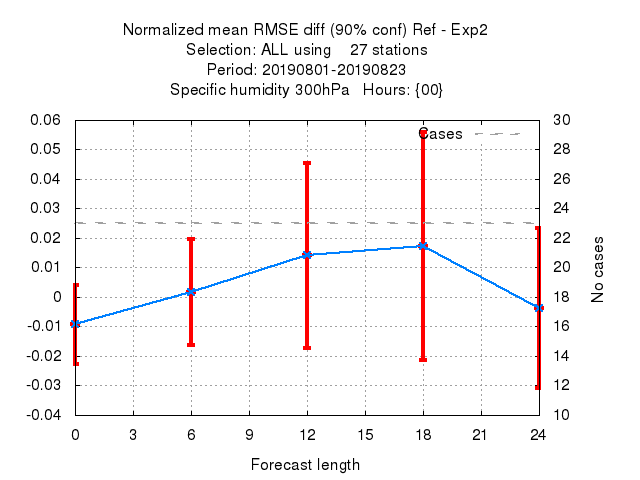 Normalized mean RMSE diff (90% conf) Ref - Exp2
Selection: ALL using    27 stations
Period: 20190801-20190823
Specific humidity 300hPa   Hours: {00}
Cases
0.06
0.05
0.04
0.03
0.02
0.01
0
-0.01
-0.02
-0.03
-0.04
30
28
26
24
22
20
18
16
14
12
10
No cases
0 3 6 9 12 15 18 21 24
Forecast length